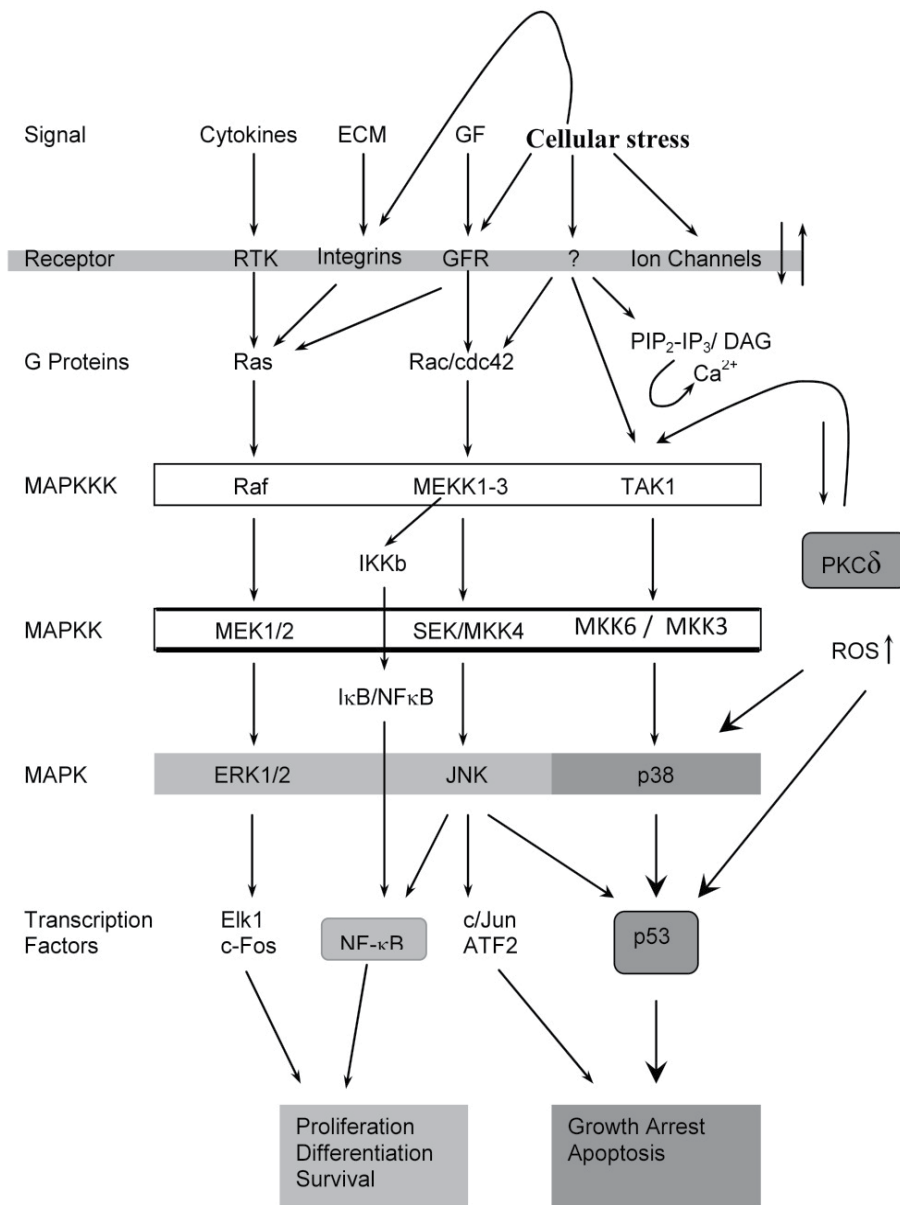 Signal Cytokines ECM GF Cellular stress
Receptor RTK Integrins GFR ? Ion Channels
G Proteins Ras Rac/cdc42 PIP₂-IP₃/ DAG
Ca²⁺
MAPKKK Raf MEKK1-3 TAK1
IKKb
PKCδ
MAPKK MEK1/2 SEK/MKK4 MKK6 / MKK3
ROS
IκB/NFκB
MAPK ERK1/2 JNK p38
Transcription
Factors
Elk1
c-Fos
NF-κB
c/Jun
ATF2
p53
Proliferation
Differentiation
Survival
Growth Arrest
Apoptosis